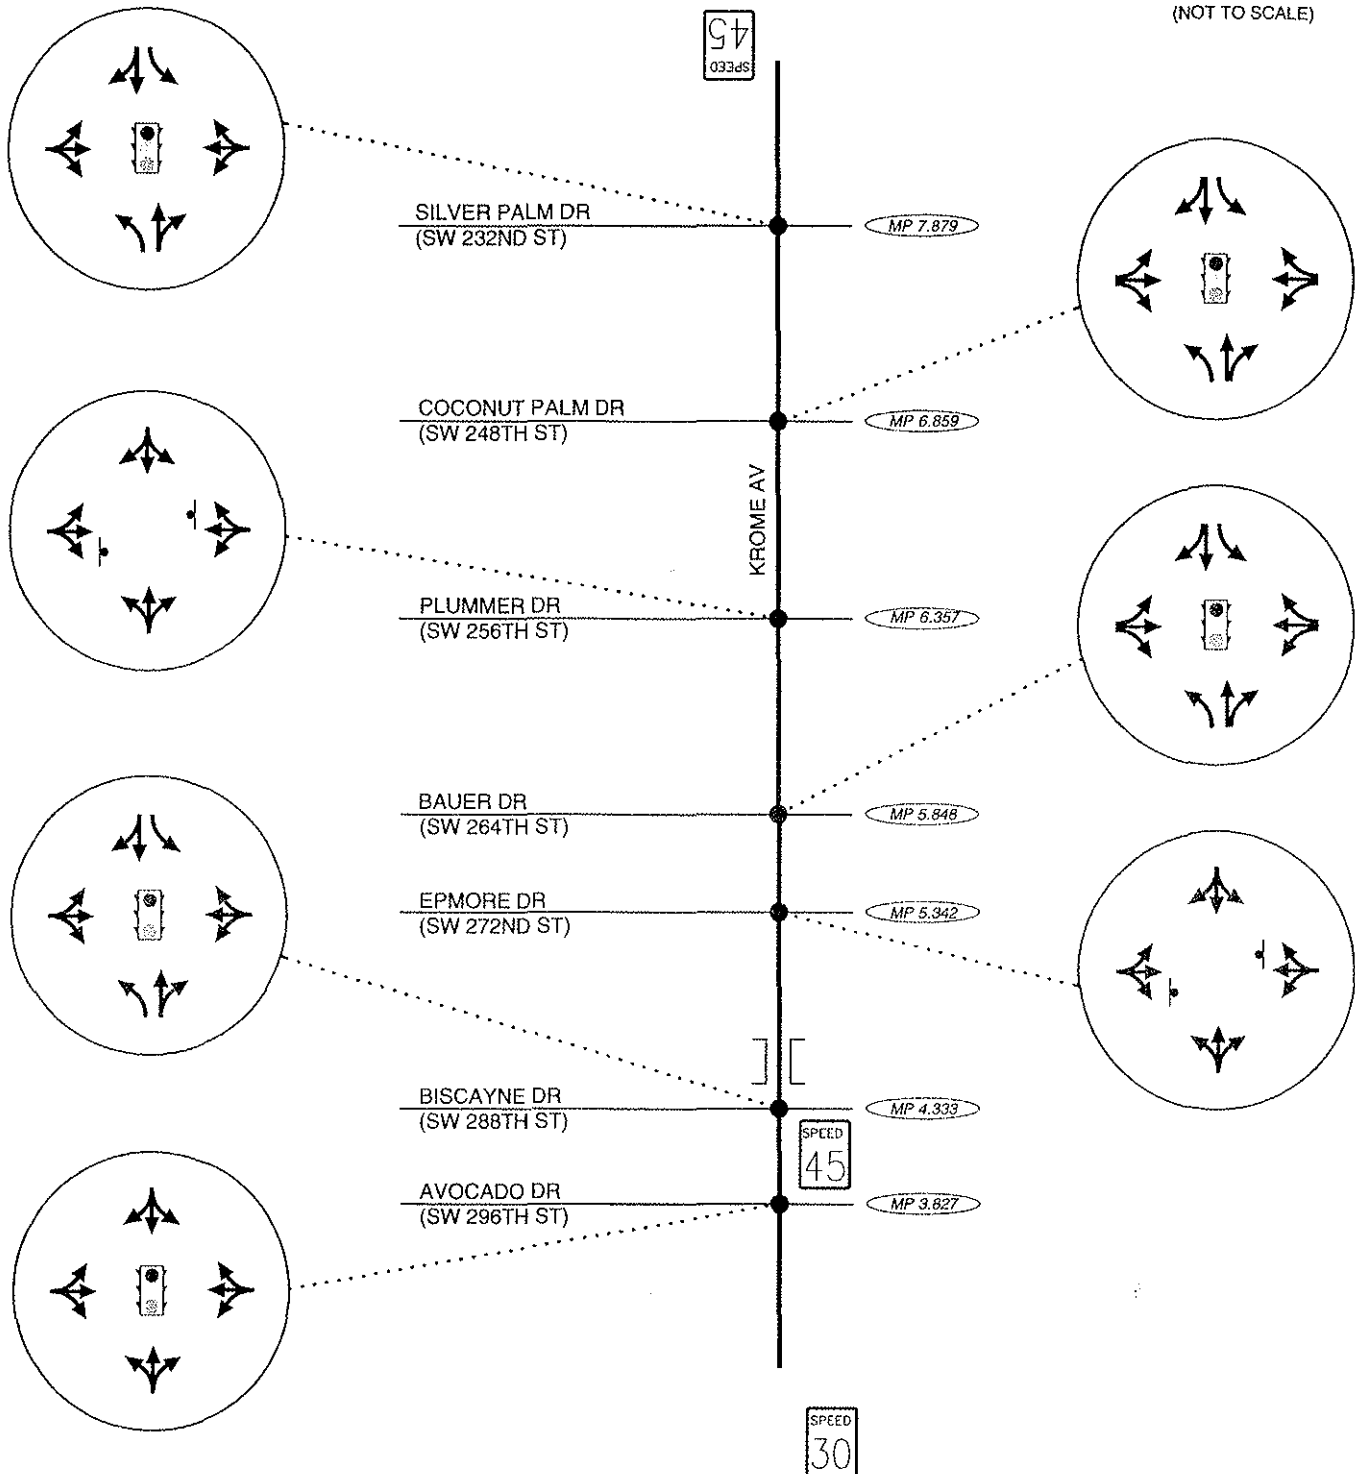 (NOT TO SCALE)
SPEED
45
SILVER PALM DR
(SW 232ND ST)
MP 7.879
COCONUT PALM DR
(SW 248TH ST)
MP 6.859
KROME AV
PLUMMER DR
(SW 256TH ST)
MP 6.357
BAUER DR
(SW 264TH ST)
MP 5.848
EPMORE DR
(SW 272ND ST)
MP 5.342
BISCAYNE DR
(SW 288TH ST)
MP 4.333
SPEED
45
AVOCADO DR
(SW 296TH ST)
MP 3.827
SPEED
30